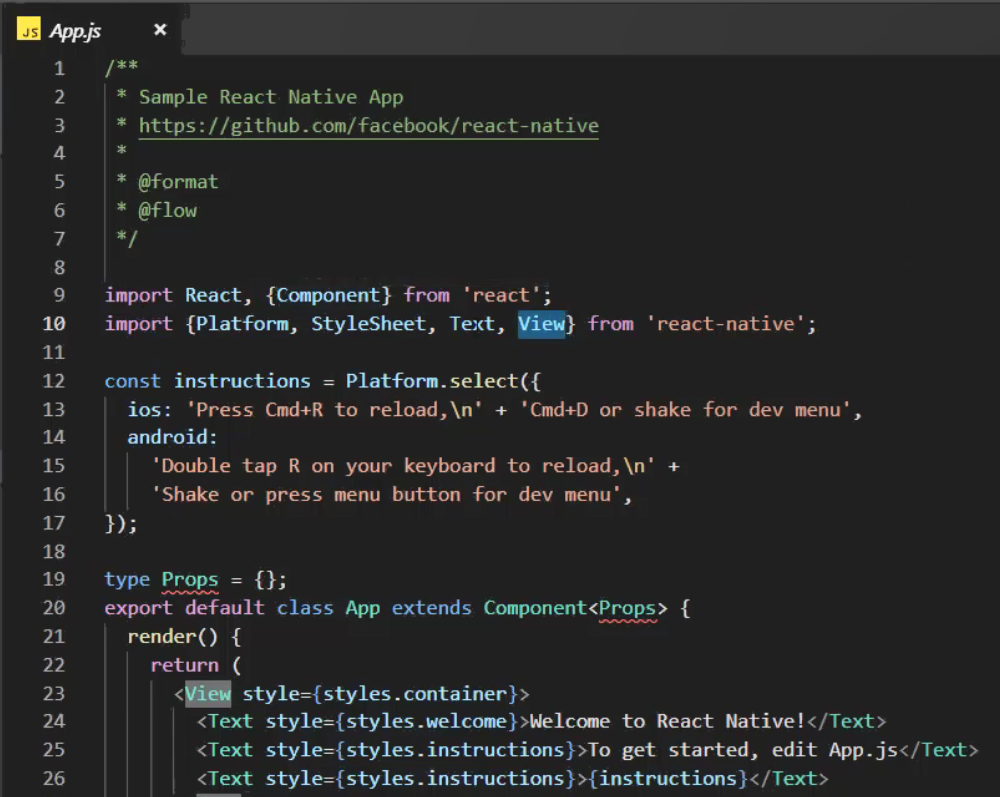 JS App.js ×
1 /**
2  * Sample React Native App
3  * https://github.com/facebook/react-native
4  *
5  * @format
6  * @flow
7  */
8
9 import React, {Component} from 'react';
10 import {Platform, StyleSheet, Text, View} from 'react-native';
11
12 const instructions = Platform.select({
13   ios: 'Press Cmd+R to reload,\n' + 'Cmd+D or shake for dev menu',
14   android:
15     'Double tap R on your keyboard to reload,\n' +
16     'Shake or press menu button for dev menu',
17 });
18
19 type Props = {};
20 export default class App extends Component<Props> {
21   render() {
22     return (
23       <View style={styles.container}>
24         <Text style={styles.welcome}>Welcome to React Native!</Text>
25         <Text style={styles.instructions}>To get started, edit App.js</Text>
26         <Text style={styles.instructions}>{instructions}</Text>